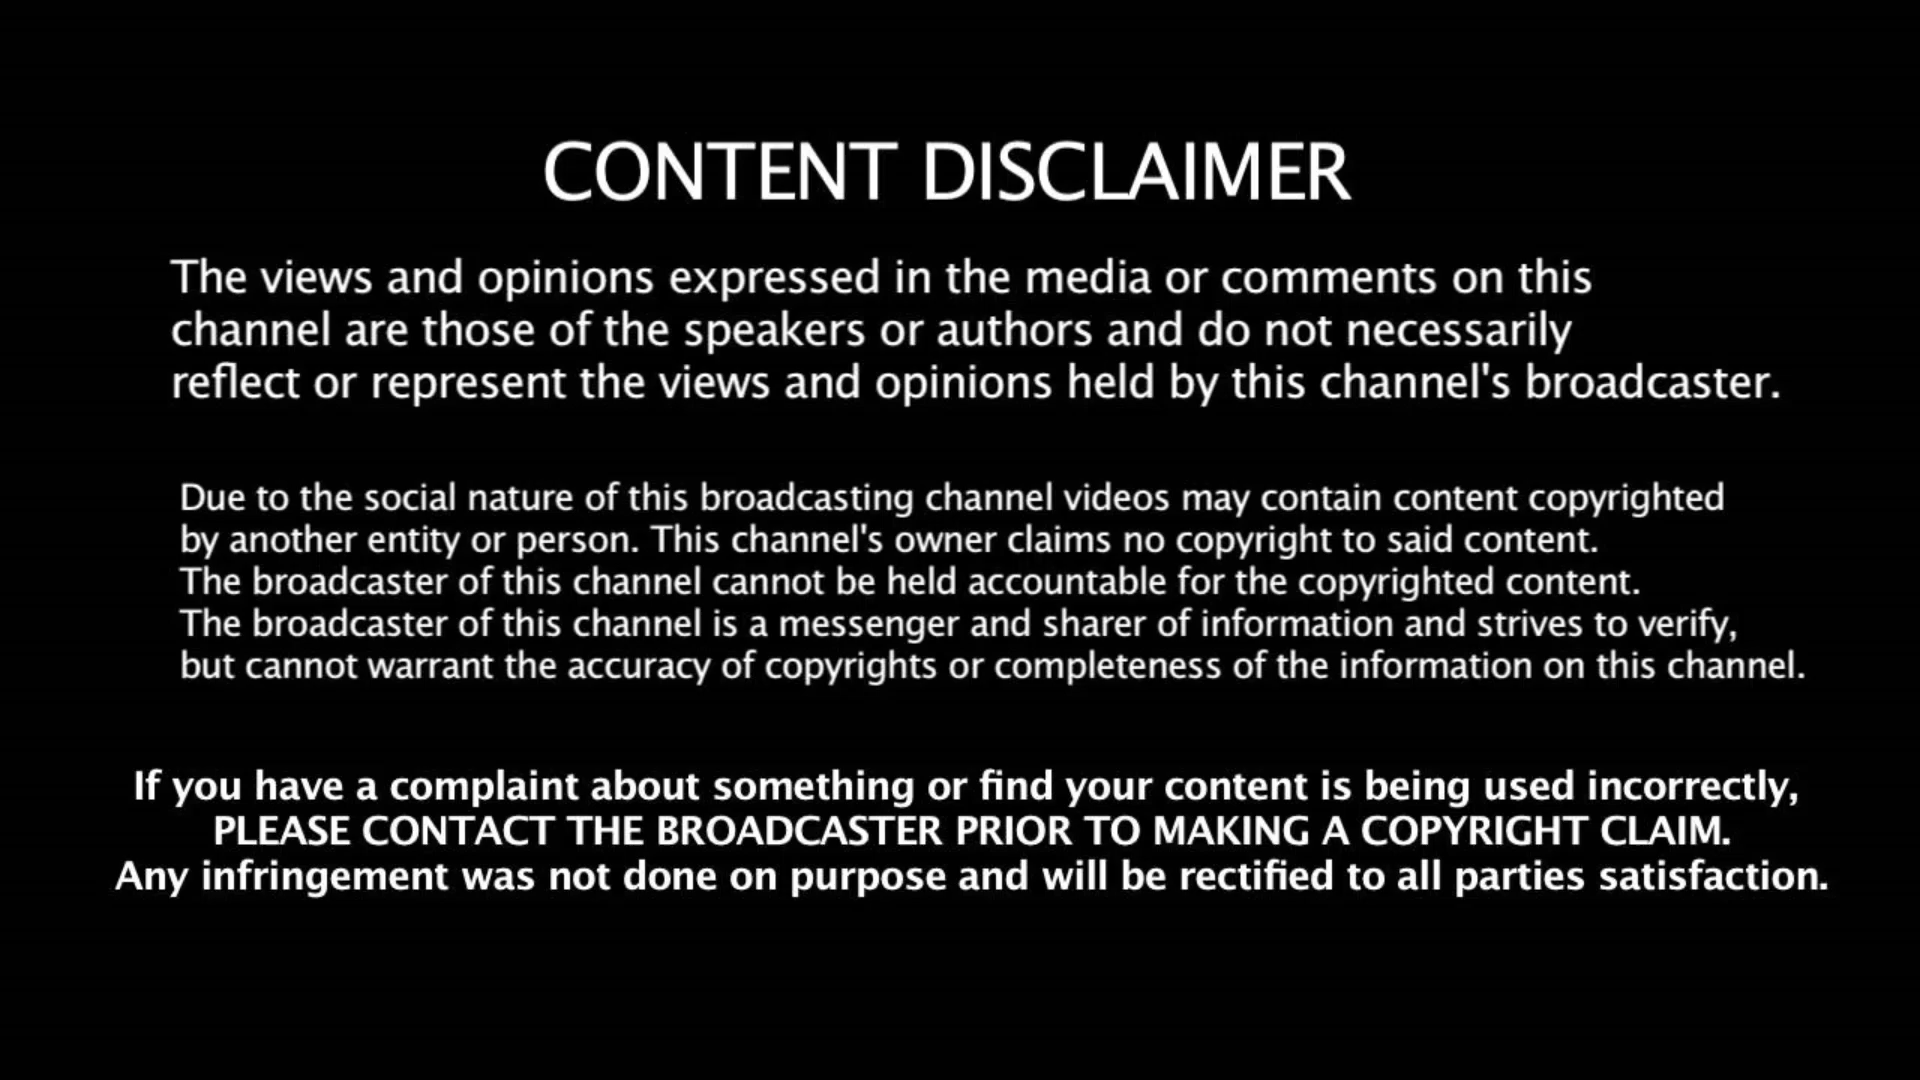 CONTENT DISCLAIMER
The views and opinions expressed in the media or comments on this
channel are those of the speakers or authors and do not necessarily
reflect or represent the views and opinions held by this channel's broadcaster.
Due to the social nature of this broadcasting channel videos may contain content copyrighted
by another entity or person. This channel's owner claims no copyright to said content.
The broadcaster of this channel cannot be held accountable for the copyrighted content.
The broadcaster of this channel is a messenger and sharer of information and strives to verify,
but cannot warrant the accuracy of copyrights or completeness of the information on this channel.
If you have a complaint about something or find your content is being used incorrectly,
PLEASE CONTACT THE BROADCASTER PRIOR TO MAKING A COPYRIGHT CLAIM.
Any infringement was not done on purpose and will be rectified to all parties satisfaction.